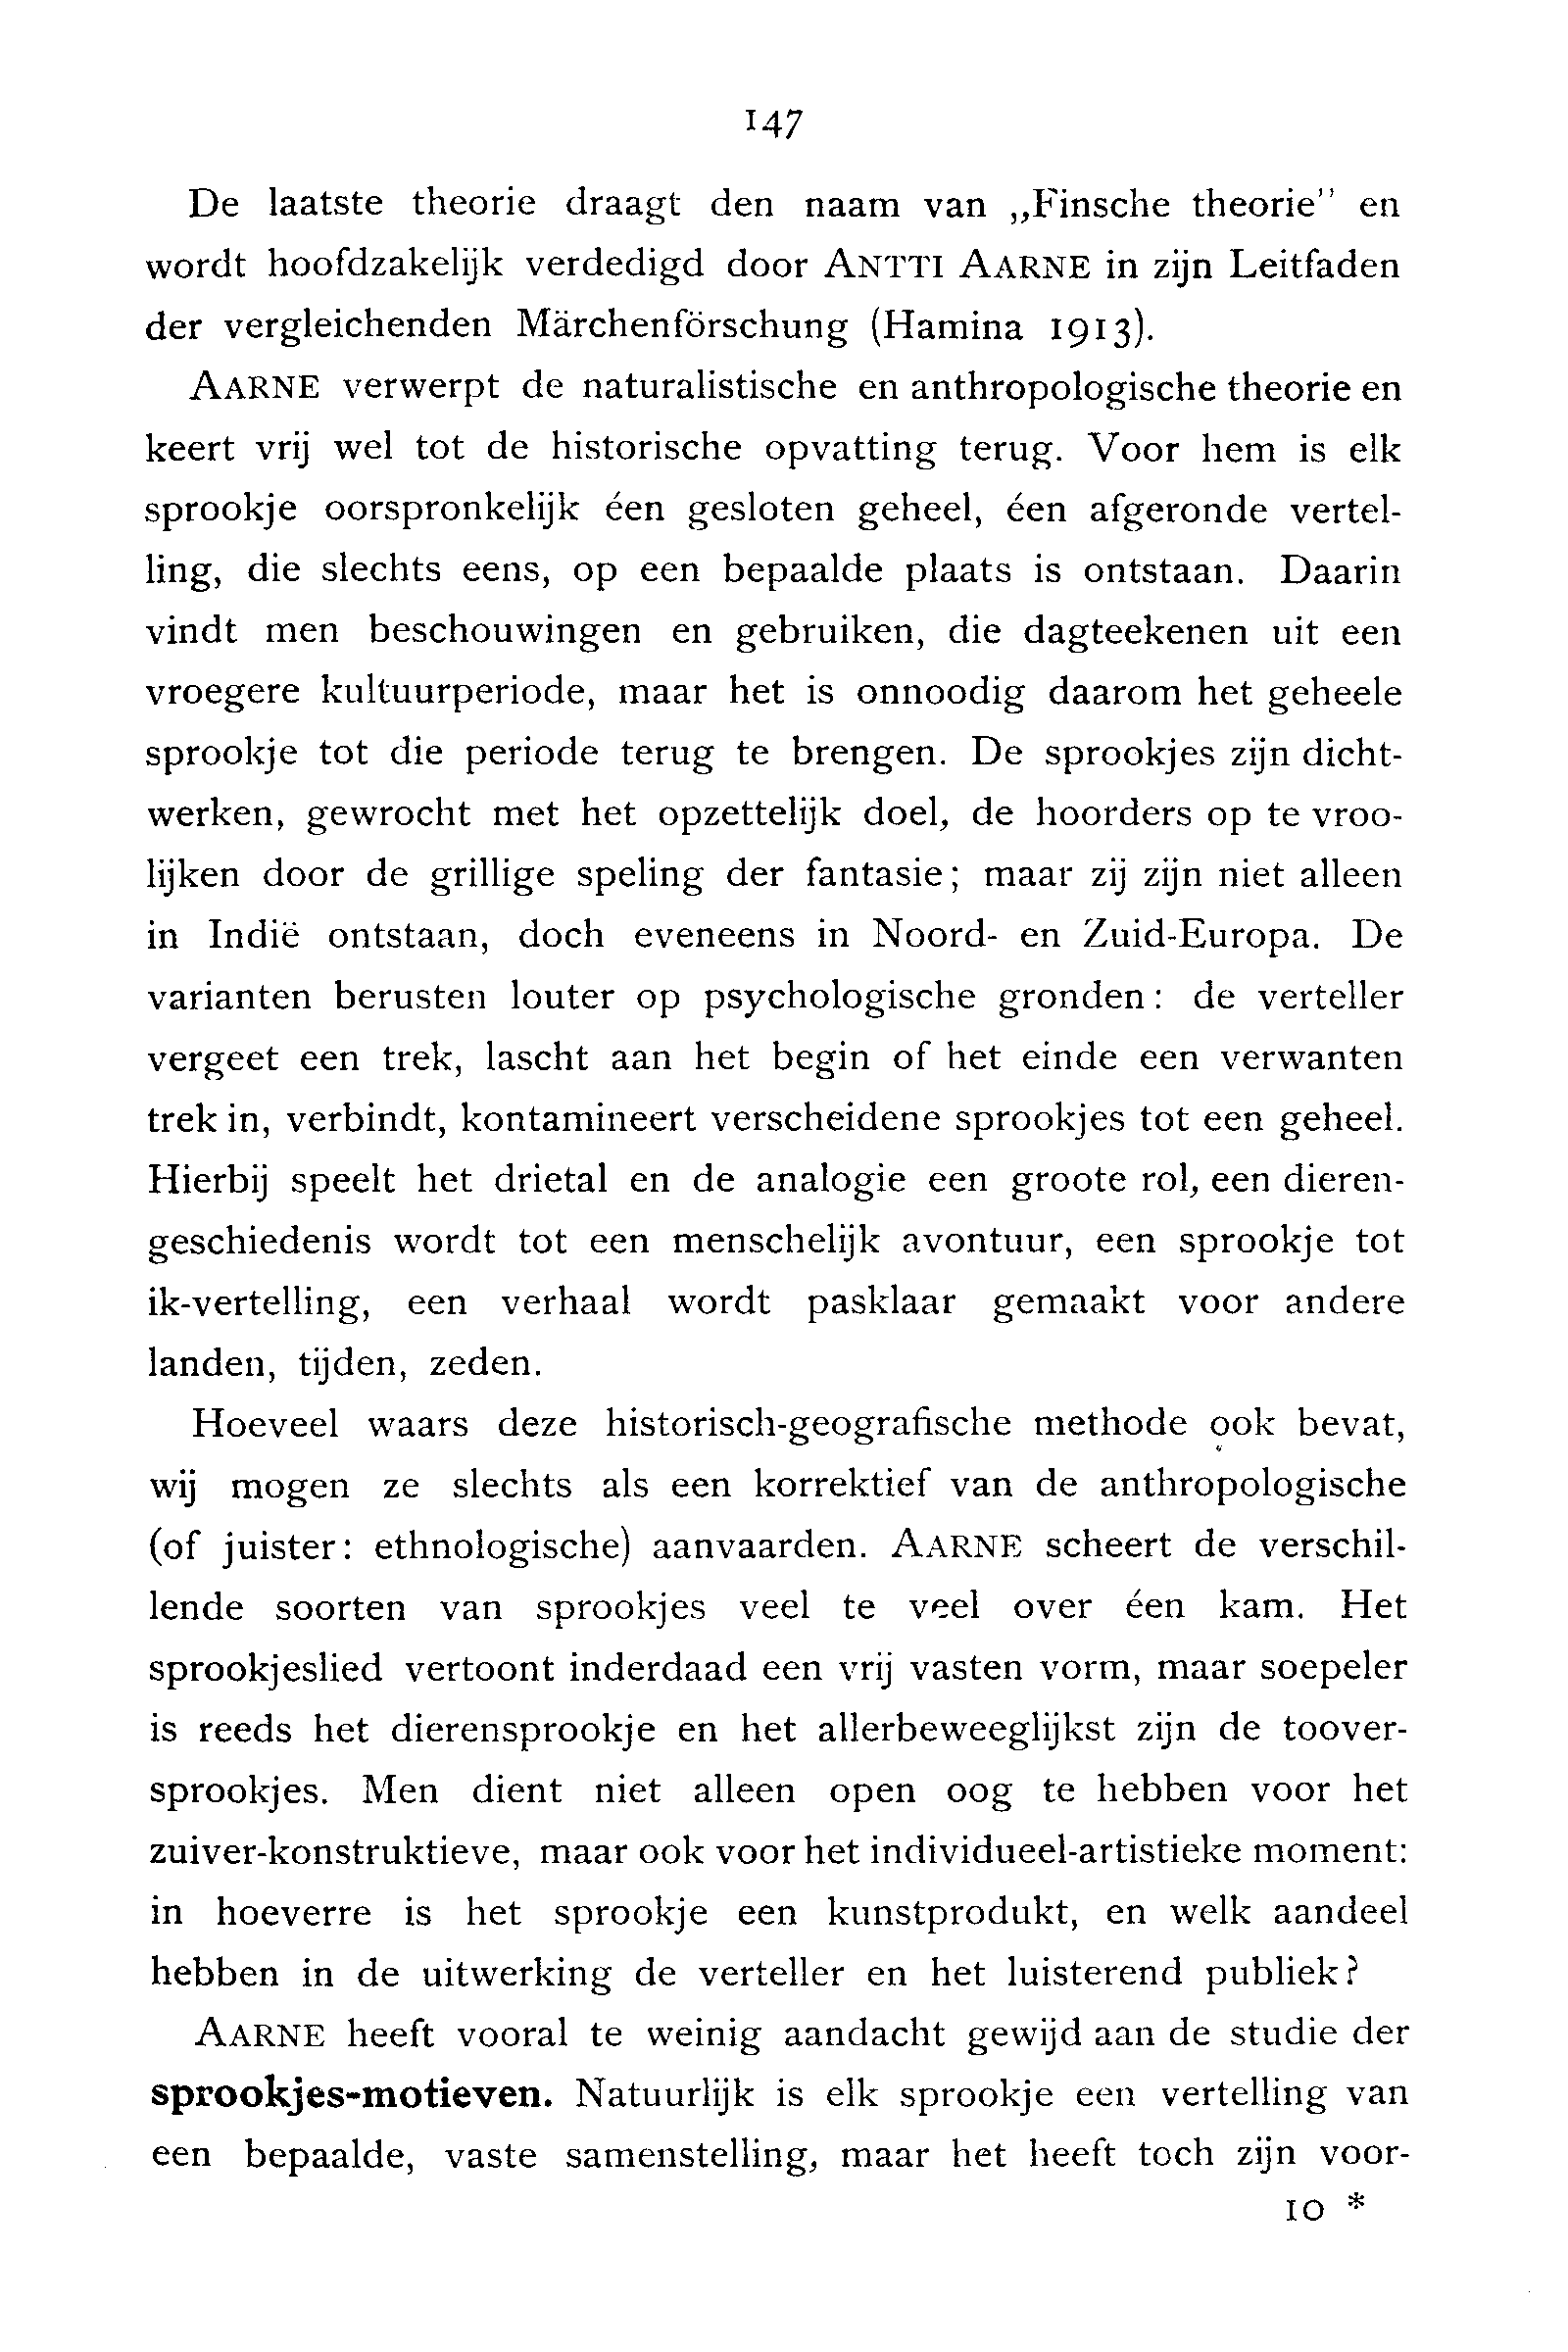 147
De laatste theorie draagt den naam van „Finsche theorie” en
wordt hoofdzakelijk verdedigd door ANTTI AARNE in zijn Leitfaden
der vergleichenden Märchenförschung (Hamina 1913).
AARNE verwerpt de naturalistische en anthropologische theorie en
keert vrij wel tot de historische opvatting terug. Voor hem is elk
sprookje oorspronkelijk één gesloten geheel, één afgeronde vertel-
ling, die slechts eens, op een bepaalde plaats is ontstaan. Daarin
vindt men beschouwingen en gebruiken, die dagteekenen uit een
vroegere kultuurperiode, maar het is onnoodig daarom het geheele
sprookje tot die periode terug te brengen. De sprookjes zijn dicht-
werken, gewrocht met het opzettelijk doel, de hoorders op te vroo-
lijken door de grillige speling der fantasie; maar zij zijn niet alleen
in Indië ontstaan, doch eveneens in Noord- en Zuid-Europa. De
varianten berusten louter op psychologische gronden: de verteller
vergeet een trek, lascht aan het begin of het einde een verwanten
trek in, verbindt, kontamineert verscheidene sprookjes tot een geheel.
Hierbij speelt het drietal en de analogie een groote rol, een dieren-
geschiedenis wordt tot een menschelijk avontuur, een sprookje tot
ik-vertelling, een verhaal wordt pasklaar gemaakt voor andere
landen, tijden, zeden.
Hoeveel waars deze historisch-geografische methode ook bevat,
wij mogen ze slechts als een korrektief van de anthropologische
(of juister: ethnologische) aanvaarden. AARNE scheert de verschil-
lende soorten van sprookjes veel te veel over één kam. Het
sprookjeslied vertoont inderdaad een vrij vasten vorm, maar soepeler
is reeds het dierensprookje en het allerbeweeglijkst zijn de toover-
sprookjes. Men dient niet alleen open oog te hebben voor het
zuiver-konstruktieve, maar ook voor het individueel-artistieke moment:
in hoeverre is het sprookje een kunstprodukt, en welk aandeel
hebben in de uitwerking de verteller en het luisterend publiek?
AARNE heeft vooral te weinig aandacht gewijd aan de studie der
sprookjes-motieven. Natuurlijk is elk sprookje een vertelling van
een bepaalde, vaste samenstelling, maar het heeft toch zijn voor-
10 *